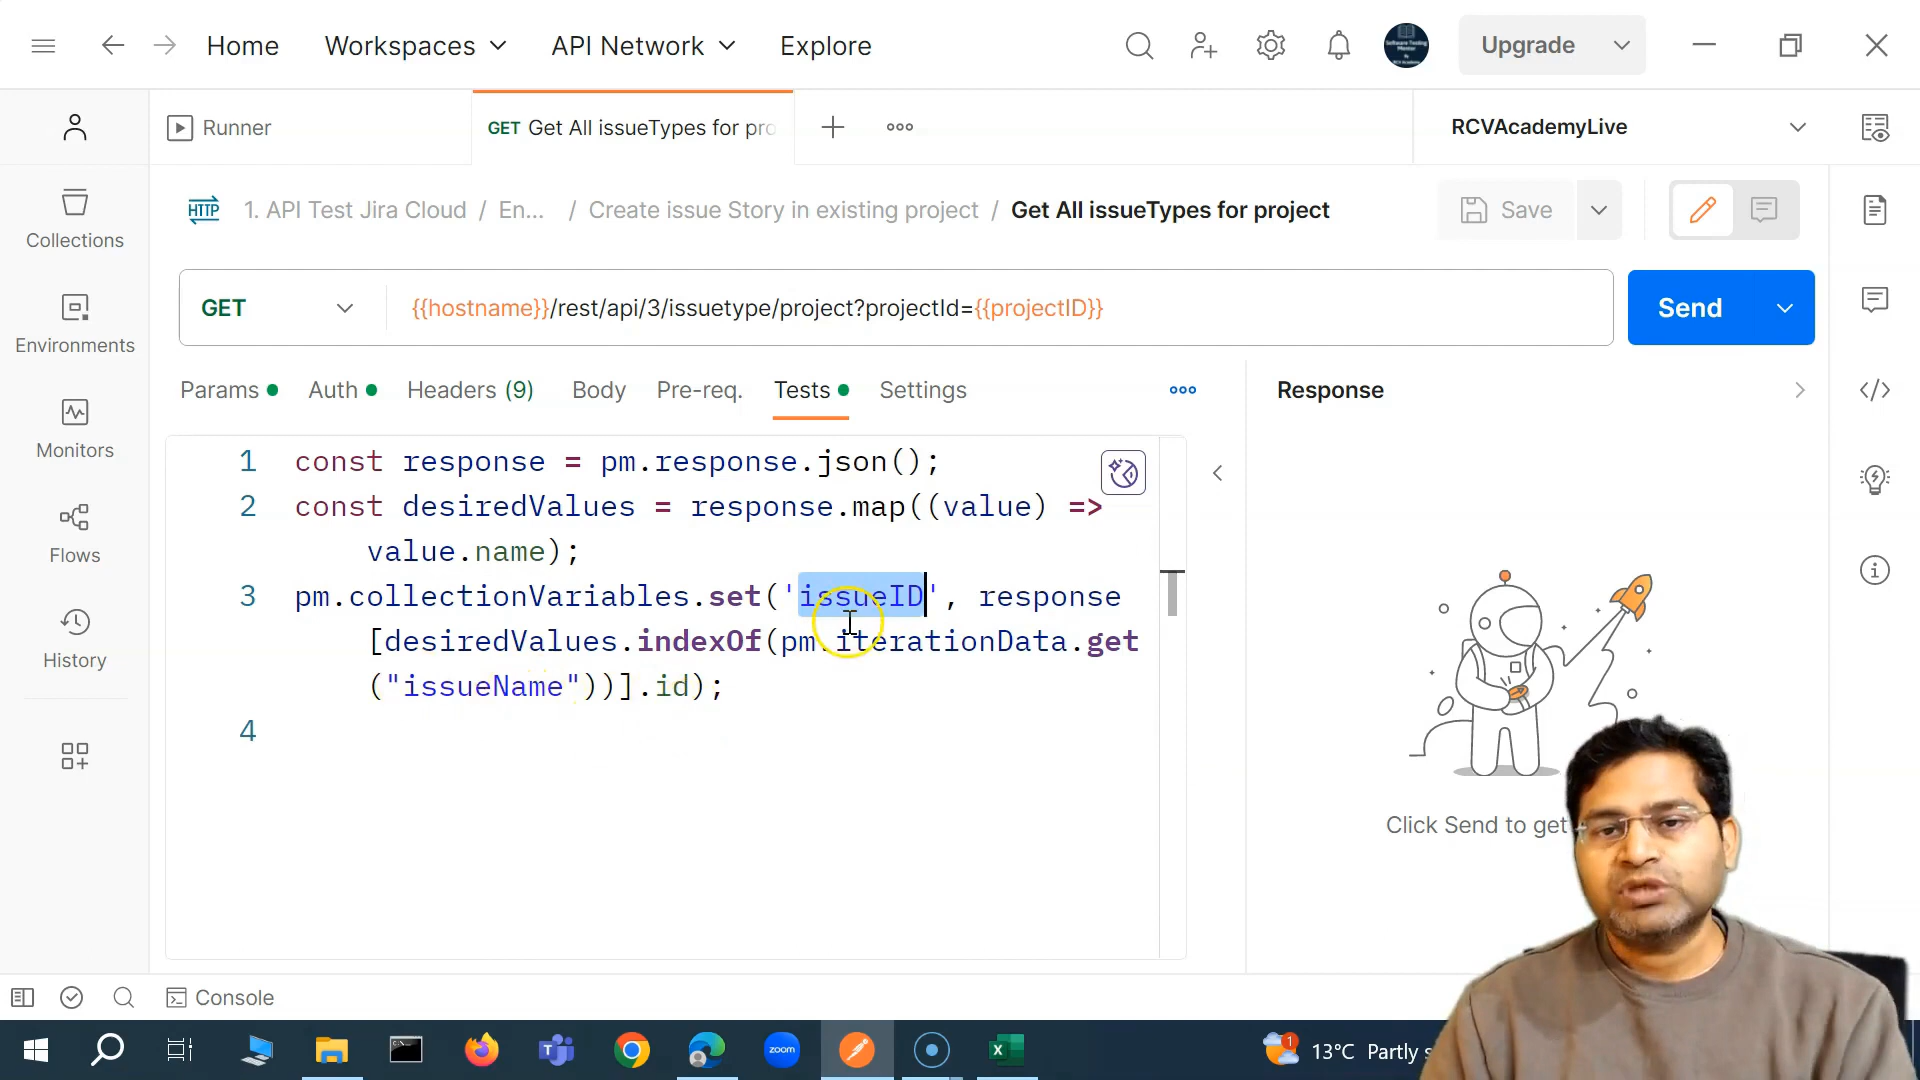 Home Workspaces API Network Explore Upgrade
Runner GET Get All issueTypes for pro RCVAcademyLive
HTTP 1. API Test Jira Cloud / En... / Create issue Story in existing project / Get All issueTypes for project Save
Collections
GET {{hostname}}/rest/api/3/issuetype/project?projectId={{projectID}} Send
Environments
Params Auth Headers (9) Body Pre-req. Tests Settings Response
Monitors
1 const response = pm.response.json();
2 const desiredValues = response.map((value) =>
value.name);
3 pm.collectionVariables.set('issueID', response
[desiredValues.indexOf(pm.iterationData.get
("issueName"))].id);
4
Flows
History
Click Send to get
Console
zoom
1 13°C Partly s